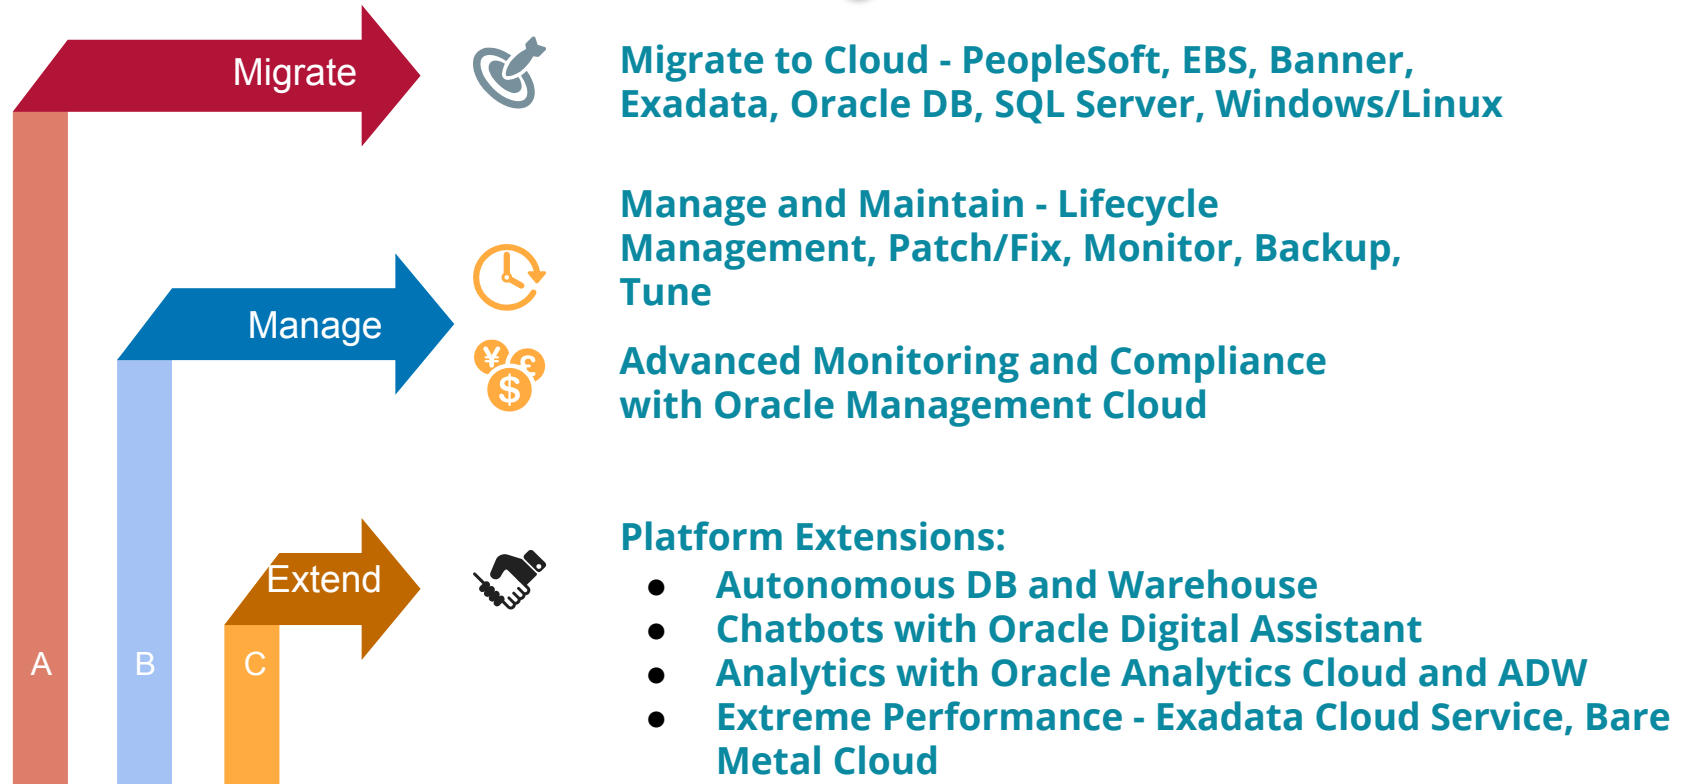 Migrate
Migrate to Cloud - PeopleSoft, EBS, Banner,
Exadata, Oracle DB, SQL Server, Windows/Linux
Manage
Manage and Maintain - Lifecycle
Management, Patch/Fix, Monitor, Backup,
Tune
¥ £ $
Advanced Monitoring and Compliance
with Oracle Management Cloud
Extend
Platform Extensions:
● Autonomous DB and Warehouse
● Chatbots with Oracle Digital Assistant
● Analytics with Oracle Analytics Cloud and ADW
● Extreme Performance - Exadata Cloud Service, Bare
Metal Cloud
A
B
C